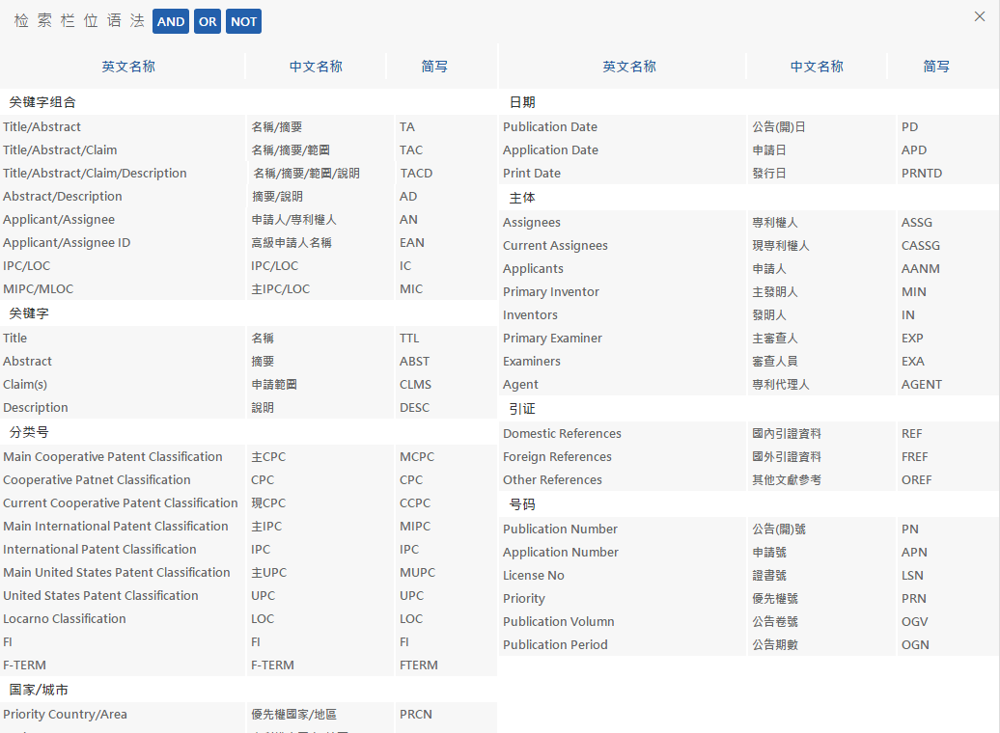 检索栏位语法 AND OR NOT ×
英文名称 中文名称 简写
关键字组合
Title/Abstract 名稱/摘要 TA
Title/Abstract/Claim 名稱/摘要/範圍 TAC
Title/Abstract/Claim/Description 名稱/摘要/範圍/說明 TACD
Abstract/Description 摘要/說明 AD
Applicant/Assignee 申請人/專利權人 AN
Applicant/Assignee ID 高級申請人名稱 EAN
IPC/LOC IPC/LOC IC
MIPC/MLOC 主IPC/LOC MIC
关键字
Title 名稱 TTL
Abstract 摘要 ABST
Claim(s) 申請範圍 CLMS
Description 說明 DESC
分类号
Main Cooperative Patent Classification 主CPC MCPC
Cooperative Patnet Classification CPC CPC
Current Cooperative Patent Classification 現CPC CCPC
Main International Patent Classification 主IPC MIPC
International Patent Classification IPC IPC
Main United States Patent Classification 主UPC MUPC
United States Patent Classification UPC UPC
Locarno Classification LOC LOC
FI FI FI
F-TERM F-TERM FTERM
国家/城市
Priority Country/Area 優先權國家/地區 PRCN
英文名称 中文名称 简写
日期
Publication Date 公告(開)日 PD
Application Date 申請日 APD
Print Date 發行日 PRNTD
主体
Assignees 專利權人 ASSG
Current Assignees 現專利權人 CASSG
Applicants 申請人 AANM
Primary Inventor 主發明人 MIN
Inventors 發明人 IN
Primary Examiner 主審查人 EXP
Examiners 審查人員 EXA
Agent 專利代理人 AGENT
引证
Domestic References 國內引證資料 REF
Foreign References 國外引證資料 FREF
Other References 其他文獻參考 OREF
号码
Publication Number 公告(開)號 PN
Application Number 申請號 APN
License No 證書號 LSN
Priority 優先權號 PRN
Publication Volumn 公告卷號 OGV
Publication Period 公告期數 OGN